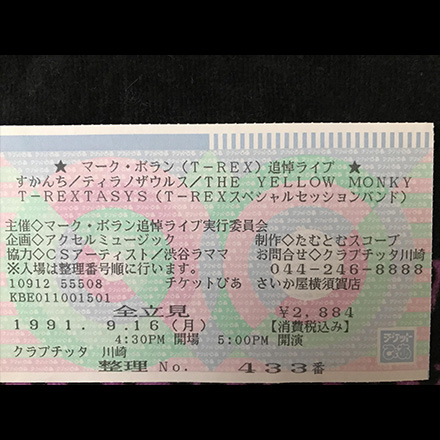 ★ マーク・ボラン(T-REX)追悼ライブ ★
すかんち/ティラノザウルス/THE YELLOW MONKY
T-REXTASYS(T-REXスペシャルセッションバンド)
主催◇マーク・ボラン追悼ライブ実行委員会
企画◇アクセルミュージック 制作◇たむとむスコープ
協力◇CSアーティスト/渋谷ラママ お問合せ◇クラブチッタ川崎
※入場は整理番号順に行います。 044-246-8888
10912 55508 チケットぴあ さいか屋横須賀店
KBE011001501
全立見 ¥2,884
1991.9.16(月) 【消費税込み】
4:30PM 開場 5:00PM 開演
クラブチッタ 川崎
整理No. 433番
チケット
ぴあ